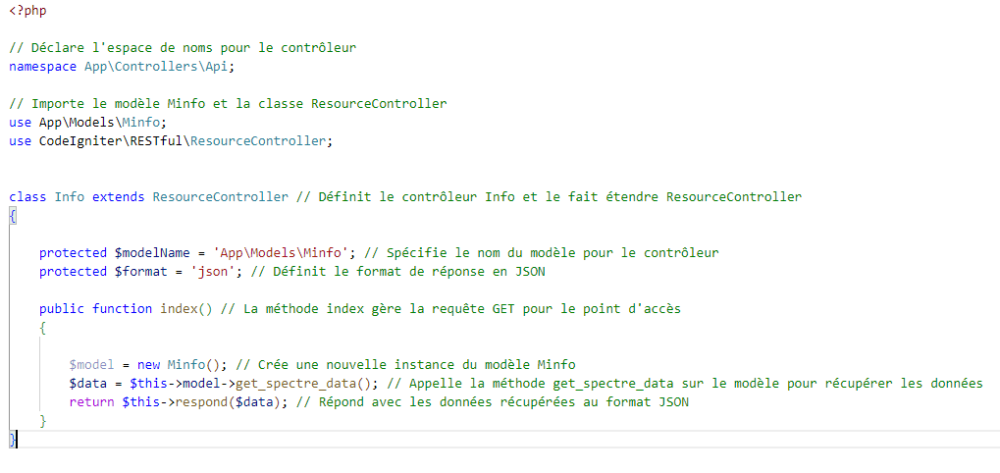 <?php
// Déclare l'espace de noms pour le contrôleur
namespace App\Controllers\Api;
// Importe le modèle Minfo et la classe ResourceController
use App\Models\Minfo;
use CodeIgniter\RESTful\ResourceController;
class Info extends ResourceController // Définit le contrôleur Info et le fait étendre ResourceController
{
protected $modelName = 'App\Models\Minfo'; // Spécifie le nom du modèle pour le contrôleur
protected $format = 'json'; // Définit le format de réponse en JSON
public function index() // La méthode index gère la requête GET pour le point d'accès
{
$model = new Minfo(); // Crée une nouvelle instance du modèle Minfo
$data = $this->model->get_spectre_data(); // Appelle la méthode get_spectre_data sur le modèle pour récupérer les données
return $this->respond($data); // Répond avec les données récupérées au format JSON
}
}